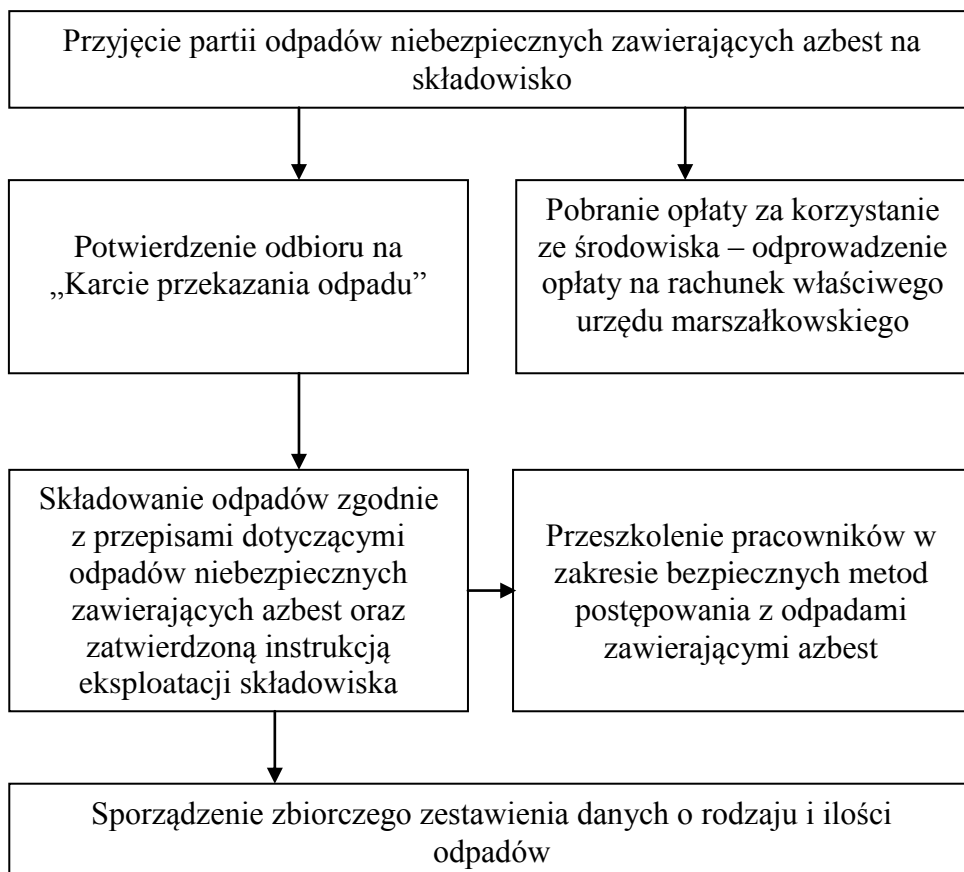 Przyjęcie partii odpadów niebezpiecznych zawierających azbest na
składowisko
Potwierdzenie odbioru na
„Karcie przekazania odpadu”
Pobranie opłaty za korzystanie
ze środowiska – odprowadzenie
opłaty na rachunek właściwego
urzędu marszałkowskiego
Składowanie odpadów zgodnie
z przepisami dotyczącymi
odpadów niebezpiecznych
zawierających azbest oraz
zatwierdzoną instrukcją
eksploatacji składowiska
Przeszkolenie pracowników w
zakresie bezpiecznych metod
postępowania z odpadami
zawierającymi azbest
Sporządzenie zbiorczego zestawienia danych o rodzaju i ilości
odpadów